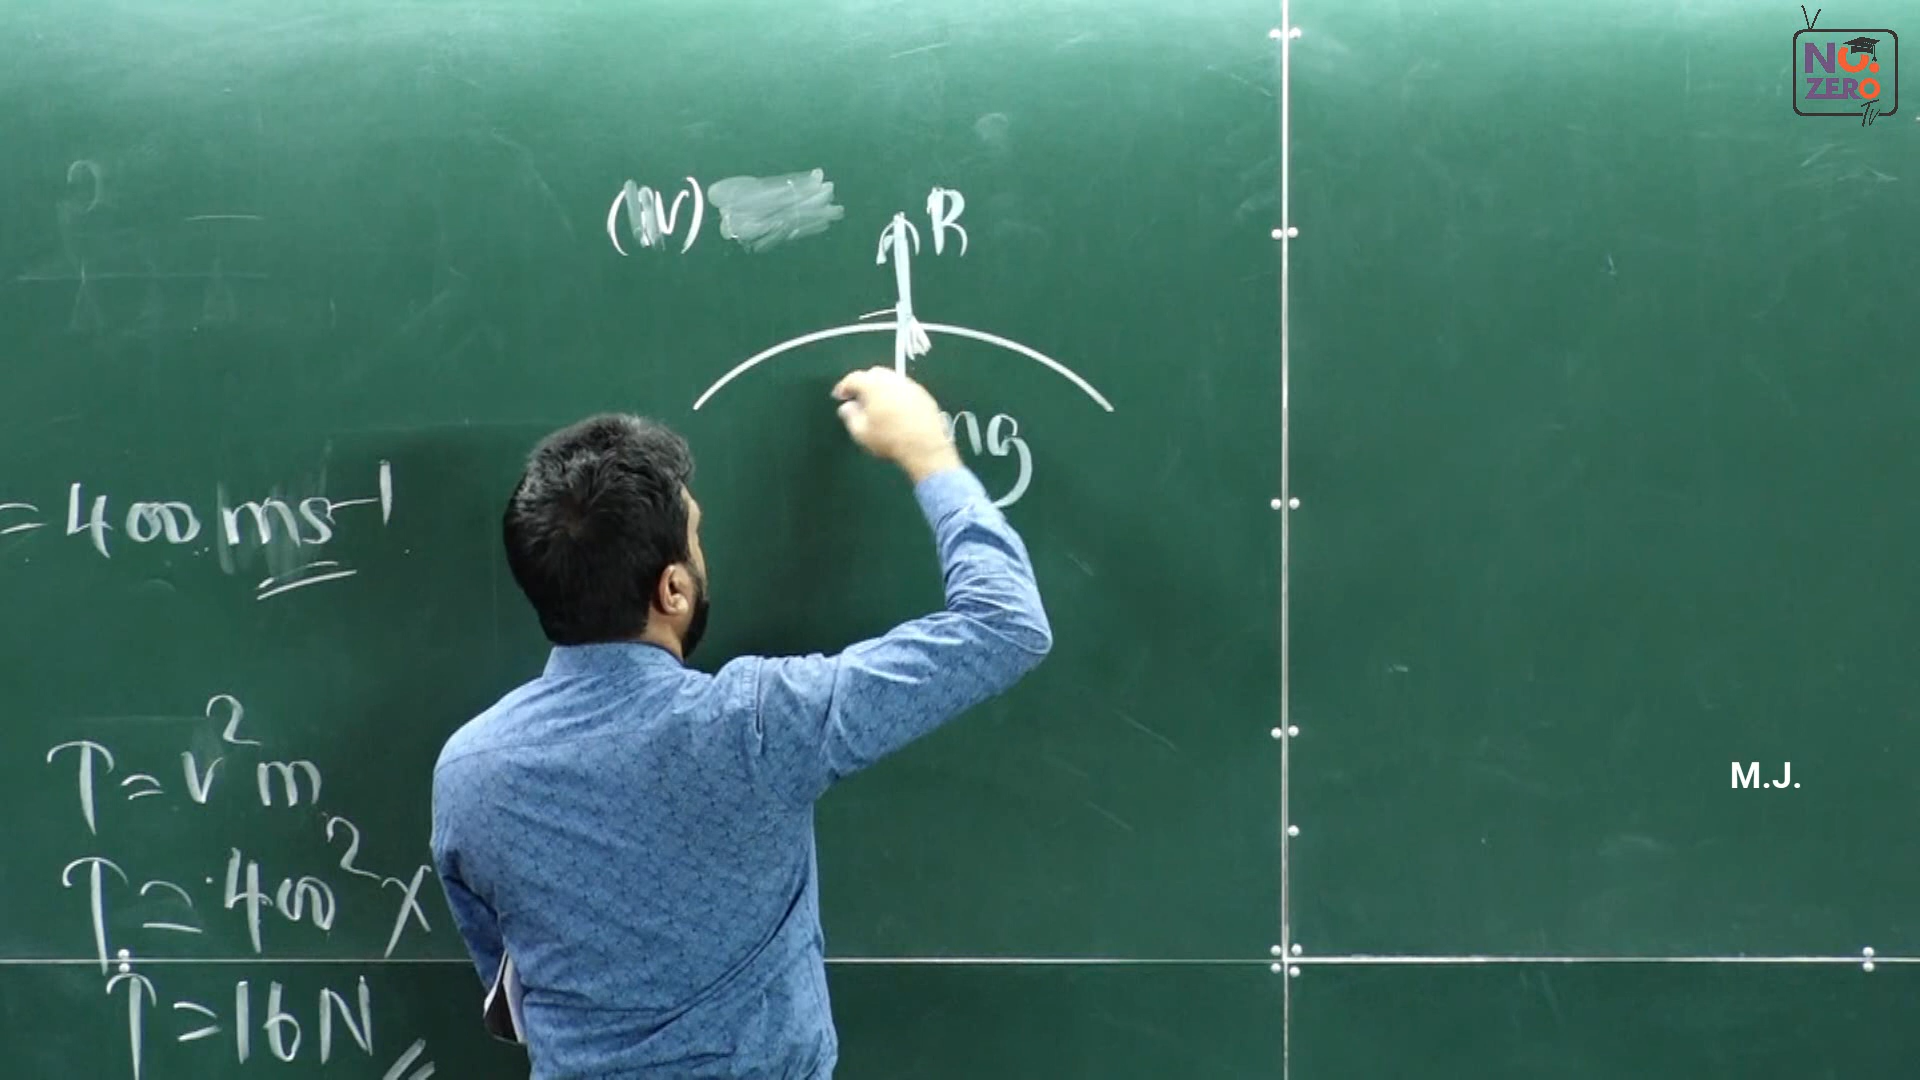 = 400 ms-1
T = v2m
T = 4002 x
T = 16N
(iv)
R
mg
NO.
ZERO
TV
M.J.